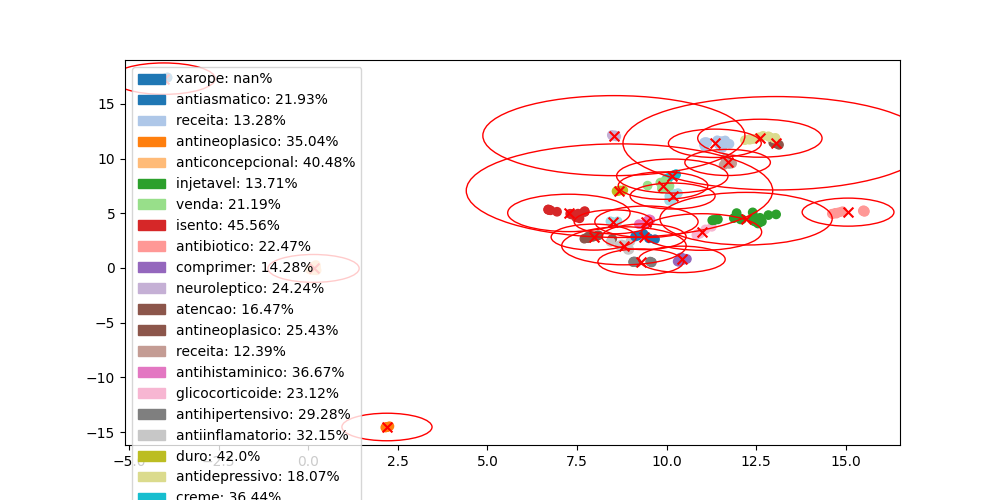 xarope: nan%
antiasmatico: 21.93%
receita: 13.28%
antineoplasico: 35.04%
anticoncepcional: 40.48%
injetavel: 13.71%
venda: 21.19%
isento: 45.56%
antibiotico: 22.47%
comprimer: 14.28%
neuroleptico: 24.24%
atencao: 16.47%
antineoplasico: 25.43%
receita: 12.39%
antihistaminico: 36.67%
glicocorticoide: 23.12%
antihipertensivo: 29.28%
antiinflamatorio: 32.15%
duro: 42.0%
antidepressivo: 18.07%
creme: 36.44%
15
10
5
0
−5
−10
−15
−5.0 −2.5 0.0 2.5 5.0 7.5 10.0 12.5 15.0